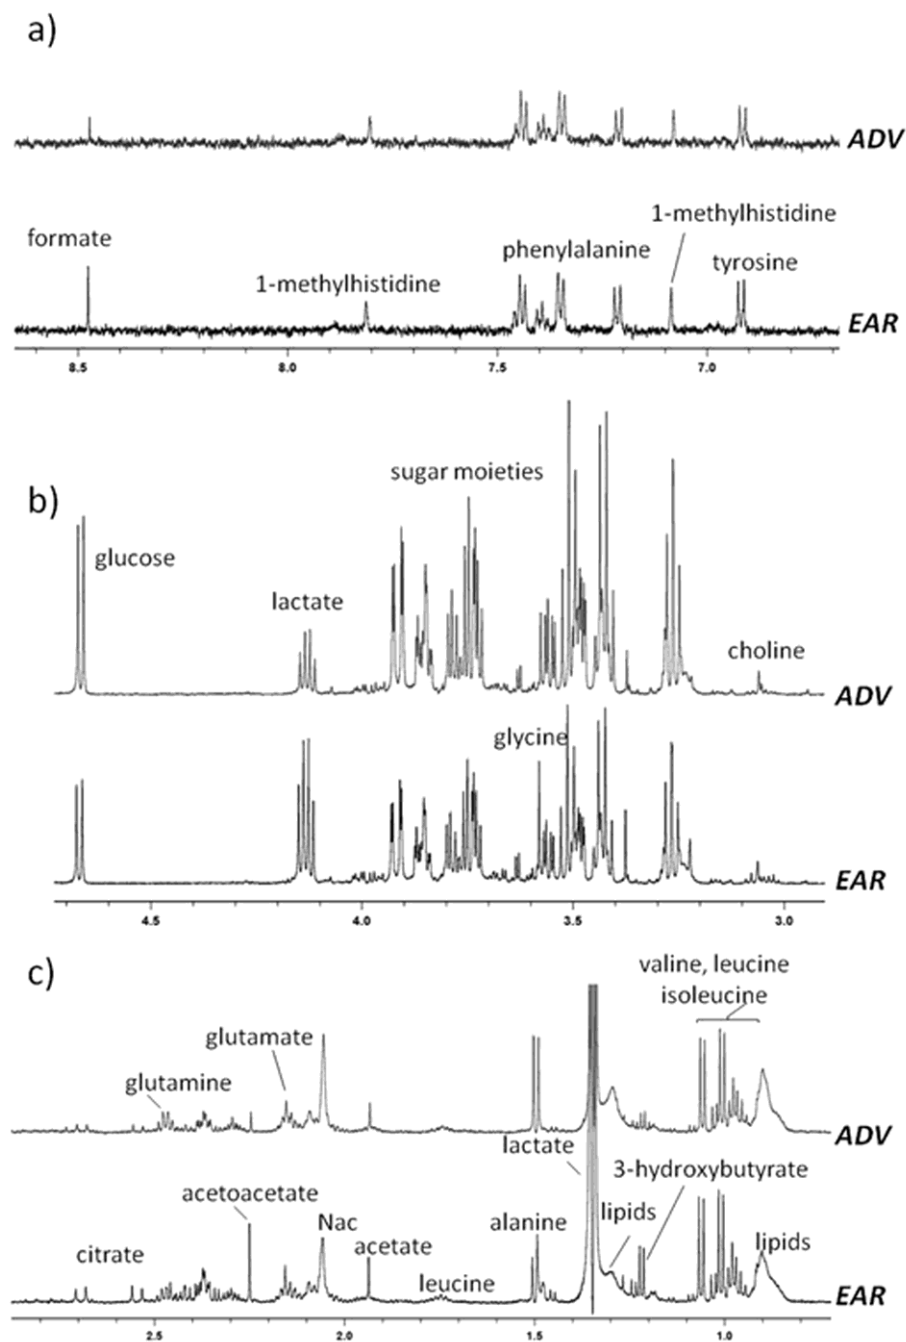 a)
ADV
1-methylhistidine
formate
phenylalanine
tyrosine
1-methylhistidine
EAR
8.5 8.0 7.5 7.0
sugar moieties
b)
glucose
lactate
choline
ADV
glycine
EAR
4.5 4.0 3.5 3.0
c)
valine, leucine
isoleucine
glutamate
glutamine
ADV
lactate
3-hydroxybutyrate
acetoacetate
lipids
Nac
alanine
citrate
acetate
lipids
leucine
EAR
2.5 2.0 1.5 1.0